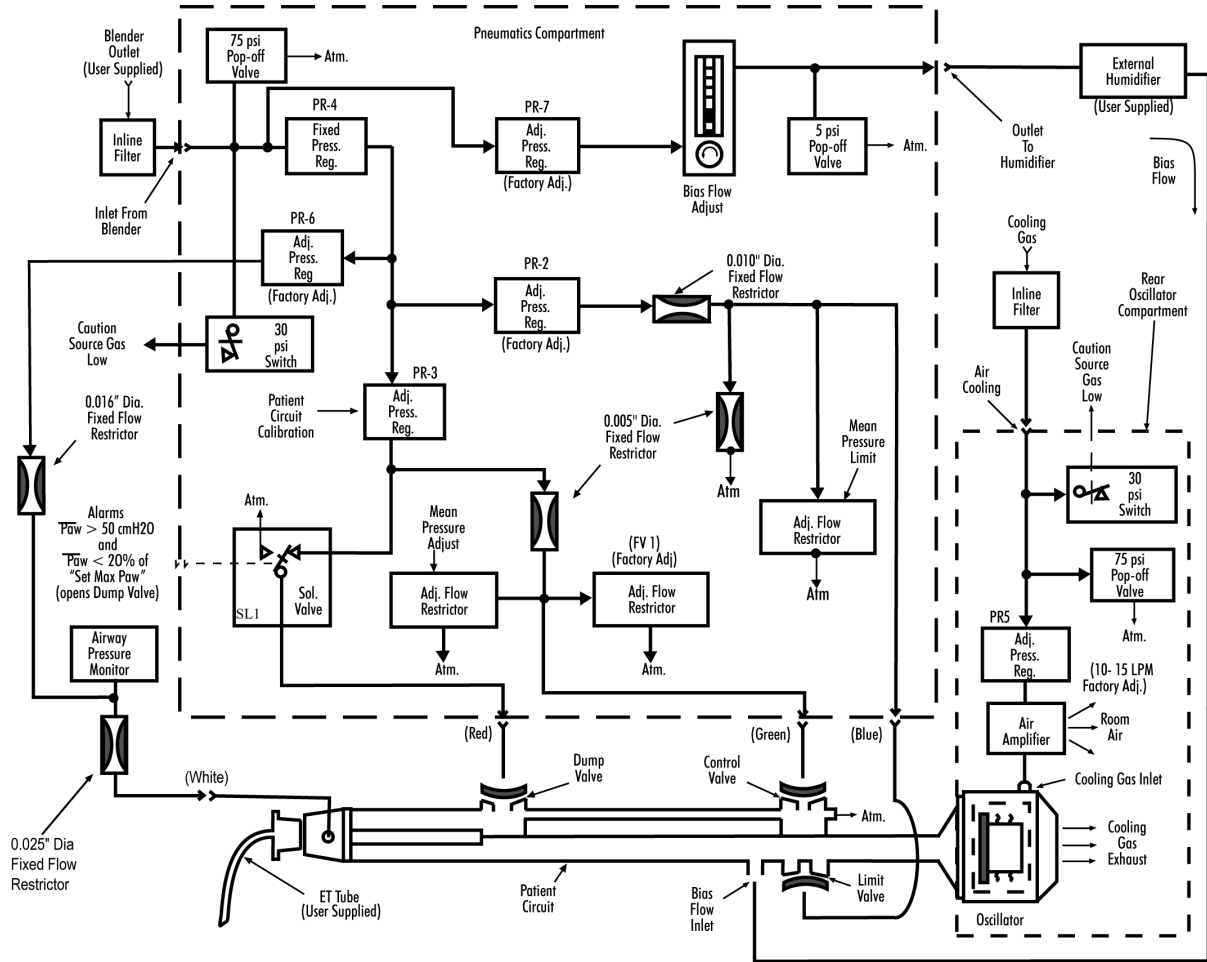 Pneumatics Compartment
Blender
Outlet
(User Supplied)
75 psi
Pop-off
Valve
Atm.
Inline
Filter
Inlet From
Blender
PR-4
Fixed
Press.
Reg.
PR-7
Adj.
Press.
Reg.
(Factory Adj.)
Bias Flow
Adjust
5 psi
Pop-off
Valve
Atm.
Outlet
To
Humidifier
External
Humidifier
(User Supplied)
Bias
Flow
PR-6
Adj.
Press.
Reg
(Factory Adj.)
PR-2
Adj.
Press.
Reg.
(Factory Adj.)
0.010" Dia.
Fixed Flow
Restrictor
Cooling
Gas
Inline
Filter
Rear
Oscillator
Compartment
Caution
Source Gas
Low
30
psi
Switch
Air
Cooling
Caution
Source
Gas
Low
PR-3
Adj.
Press.
Reg.
Patient
Circuit
Calibration
0.016" Dia.
Fixed Flow
Restrictor
0.005" Dia.
Fixed Flow
Restrictor
Atm
Mean
Pressure
Limit
Adj. Flow
Restrictor
Atm
30
psi
Switch
Alarms
Paw > 50 cmH2O
and
Paw < 20% of
"Set Max Paw"
(opens Dump Valve)
Atm.
Sol.
Valve
SL1
Mean
Pressure
Adjust
Adj. Flow
Restrictor
Atm.
(FV 1)
(Factory Adj)
Adj. Flow
Restrictor
Atm.
75 psi
Pop-off
Valve
Atm.
PR5
Adj.
Press.
Reg.
(10- 15 LPM
Factory Adj.)
Airway
Pressure
Monitor
Air
Amplifier
Room
Air
(Red)
(Green)
(Blue)
Dump
Valve
Control
Valve
Cooling Gas Inlet
(White)
Atm.
Cooling
Gas
Exhaust
0.025" Dia
Fixed Flow
Restrictor
ET Tube
(User Supplied)
Patient
Circuit
Bias
Flow
Inlet
Limit
Valve
Oscillator